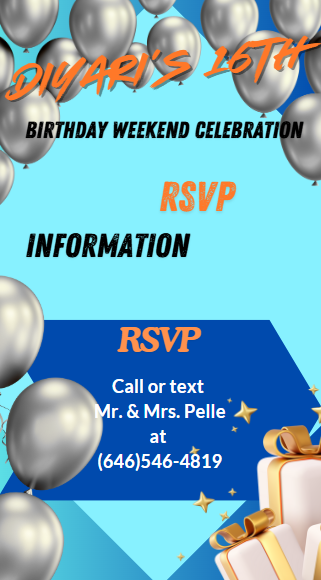 DIYARI'S 16TH
BIRTHDAY WEEKEND CELEBRATION
RSVP
INFORMATION
RSVP
Call or text
Mr. & Mrs. Pelle
at
(646)546-4819